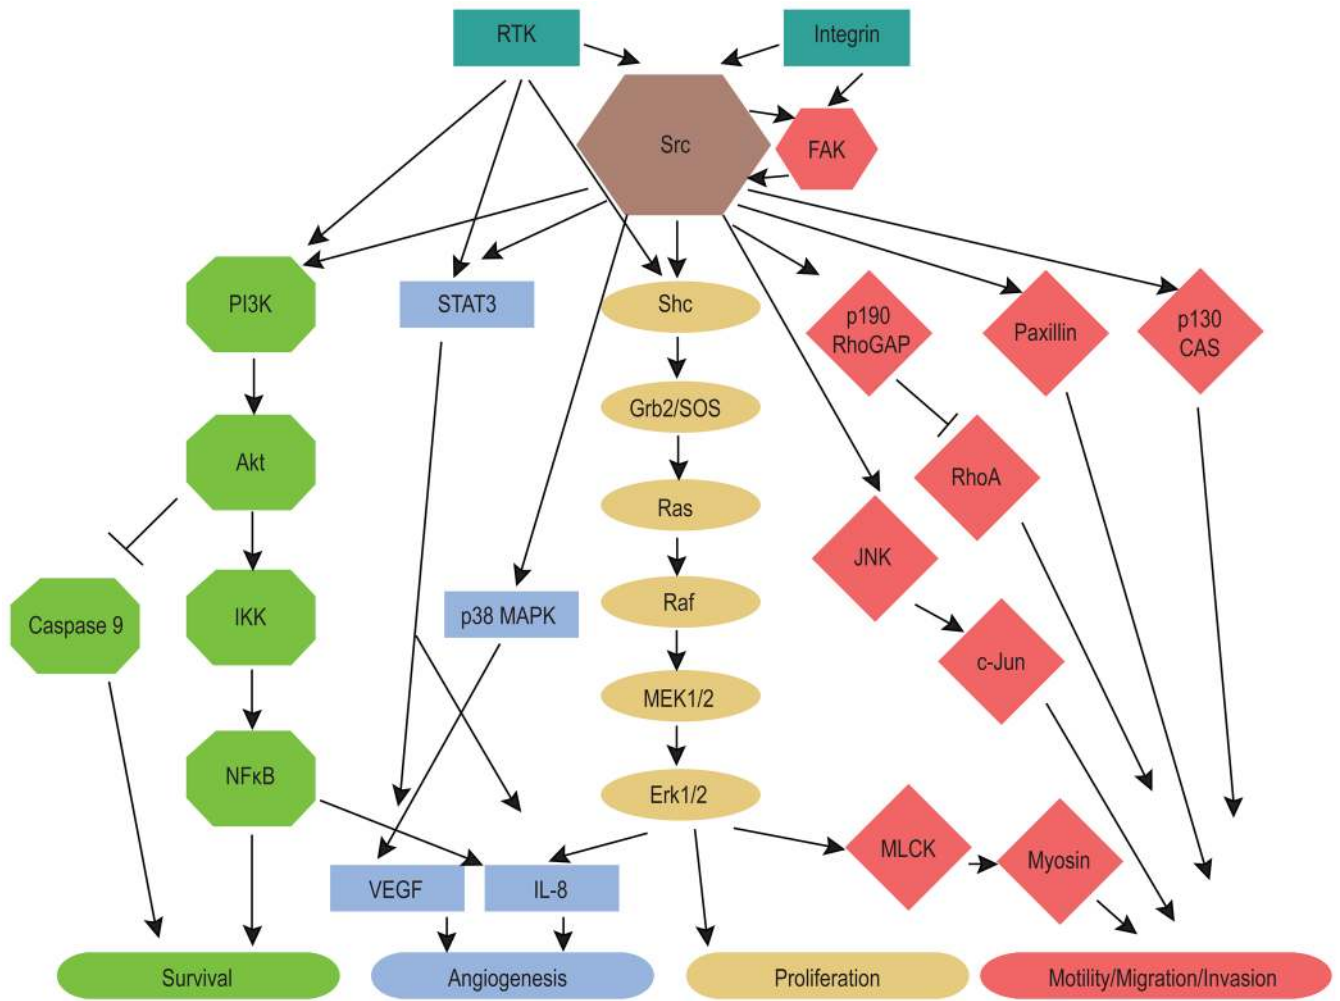 RTK
Integrin
Src
FAK
PI3K
STAT3
Shc
p190
RhoGAP
Paxillin
p130
CAS
Grb2/SOS
Akt
RhoA
Ras
JNK
Raf
Caspase 9
IKK
p38 MAPK
c-Jun
MEK1/2
NFκB
Erk1/2
MLCK
Myosin
VEGF
IL-8
Survival
Angiogenesis
Proliferation
Motility/Migration/Invasion